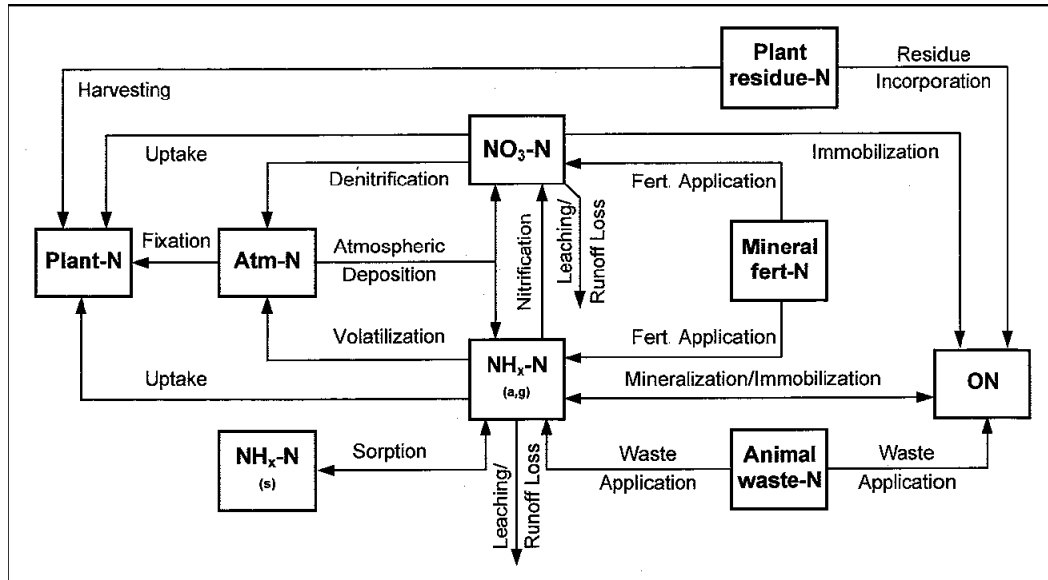 Plant
residue-N
Residue
Incorporation
Harvesting
NO₃-N
Uptake
Immobilization
Denitrification
Fert. Application
Leaching/
Runoff Loss
Nitrification
Plant-N
Fixation
Atm-N
Atmospheric
Deposition
Mineral
fert-N
Volatilization
Fert. Application
NHₓ-N
(a,g)
Uptake
Mineralization/Immobilization
ON
NHₓ-N
(s)
Sorption
Leaching/
Runoff Loss
Waste
Application
Animal
waste-N
Waste
Application